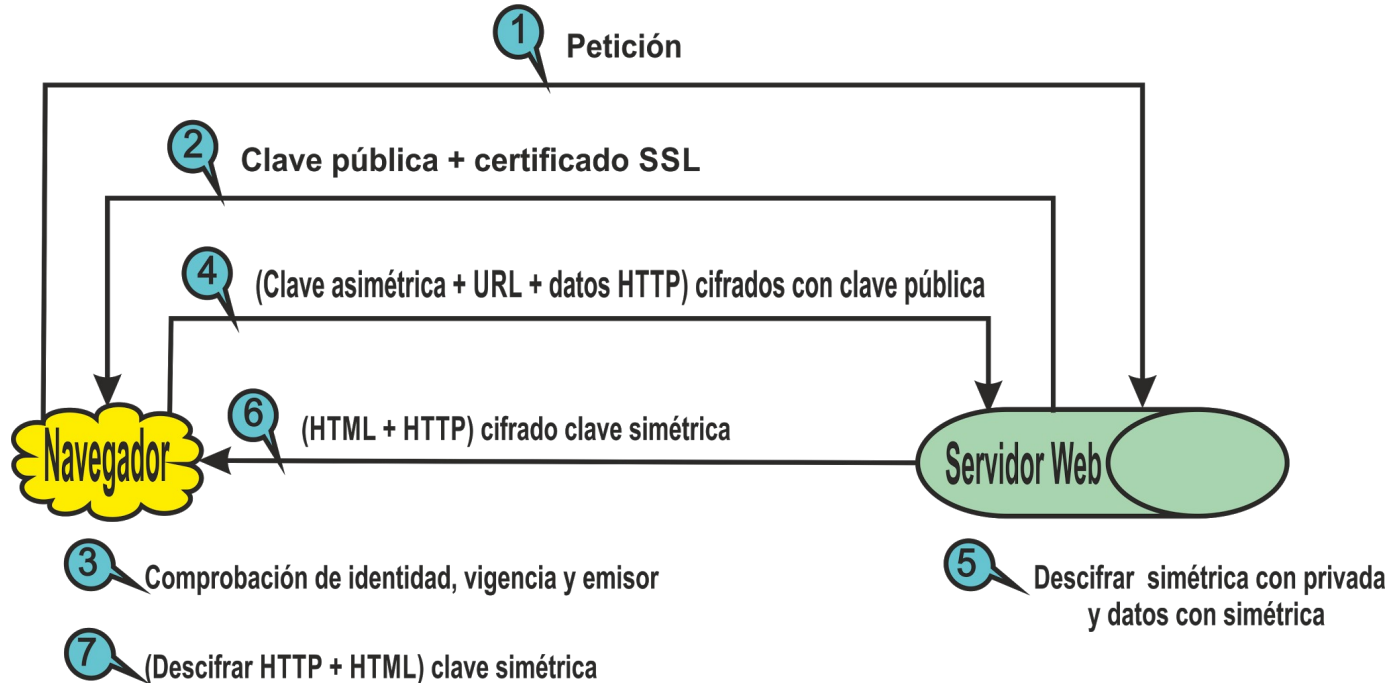 1
Petición
2
Clave pública + certificado SSL
4
(Clave asimétrica + URL + datos HTTP) cifrados con clave pública
6
(HTML + HTTP) cifrado clave simétrica
Navegador
Servidor Web
3
Comprobación de identidad, vigencia y emisor
5
Descifrar simétrica con privada
y datos con simétrica
7
(Descifrar HTTP + HTML) clave simétrica